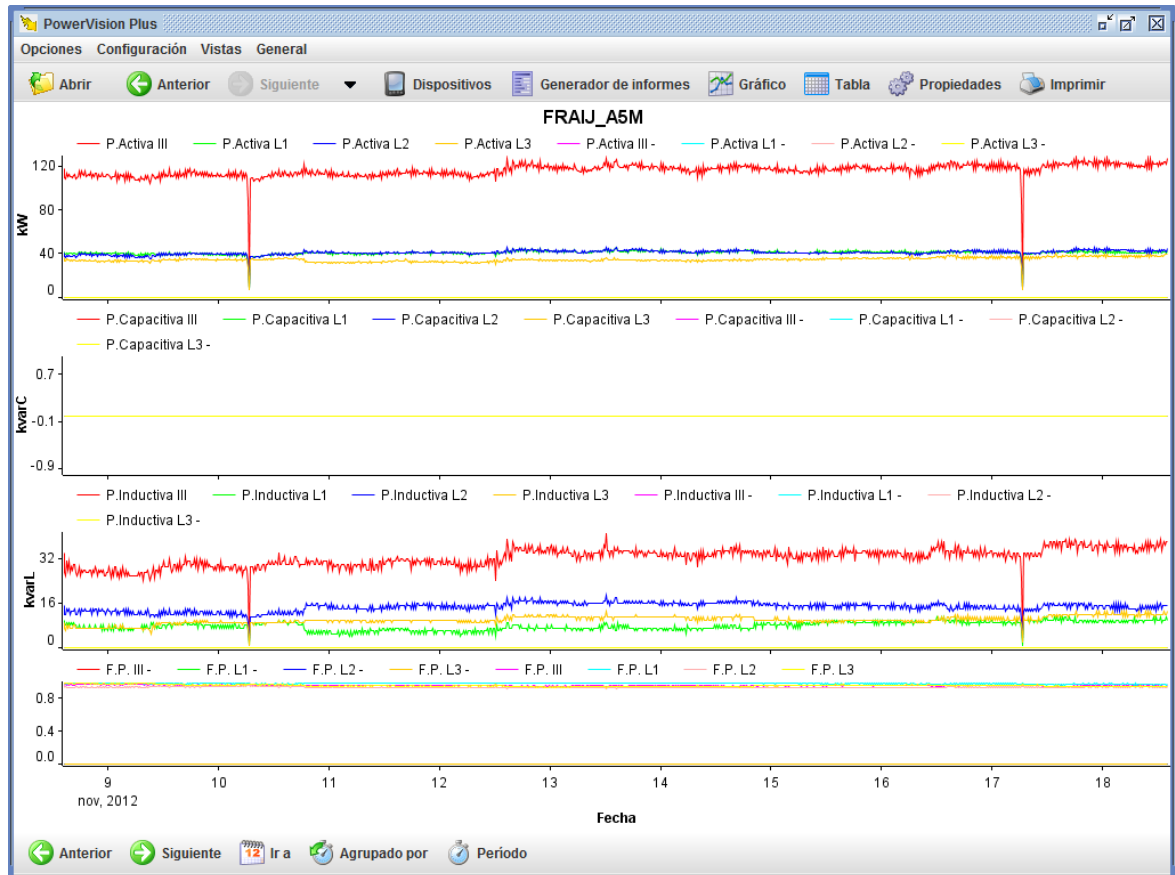 PowerVision Plus
Opciones Configuración Vistas General
Abrir Anterior Siguiente Dispositivos Generador de informes Gráfico Tabla Propiedades Imprimir
FRAIJ_A5M
P.Activa III P.Activa L1 P.Activa L2 P.Activa L3 P.Activa III - P.Activa L1 - P.Activa L2 - P.Activa L3 -
120
80
40
0
kW
P.Capacitiva III P.Capacitiva L1 P.Capacitiva L2 P.Capacitiva L3 P.Capacitiva III - P.Capacitiva L1 - P.Capacitiva L2 -
P.Capacitiva L3 -
0.7
-0.1
-0.9
kvarC
P.Inductiva III P.Inductiva L1 P.Inductiva L2 P.Inductiva L3 P.Inductiva III - P.Inductiva L1 - P.Inductiva L2 -
P.Inductiva L3 -
32
16
0
kvarL
F.P. III - F.P. L1 - F.P. L2 - F.P. L3 - F.P. III F.P. L1 F.P. L2 F.P. L3
0.8
0.4
0.0
9 10 11 12 13 14 15 16 17 18
nov, 2012
Fecha
Anterior Siguiente 12 Ir a Agrupado por Período